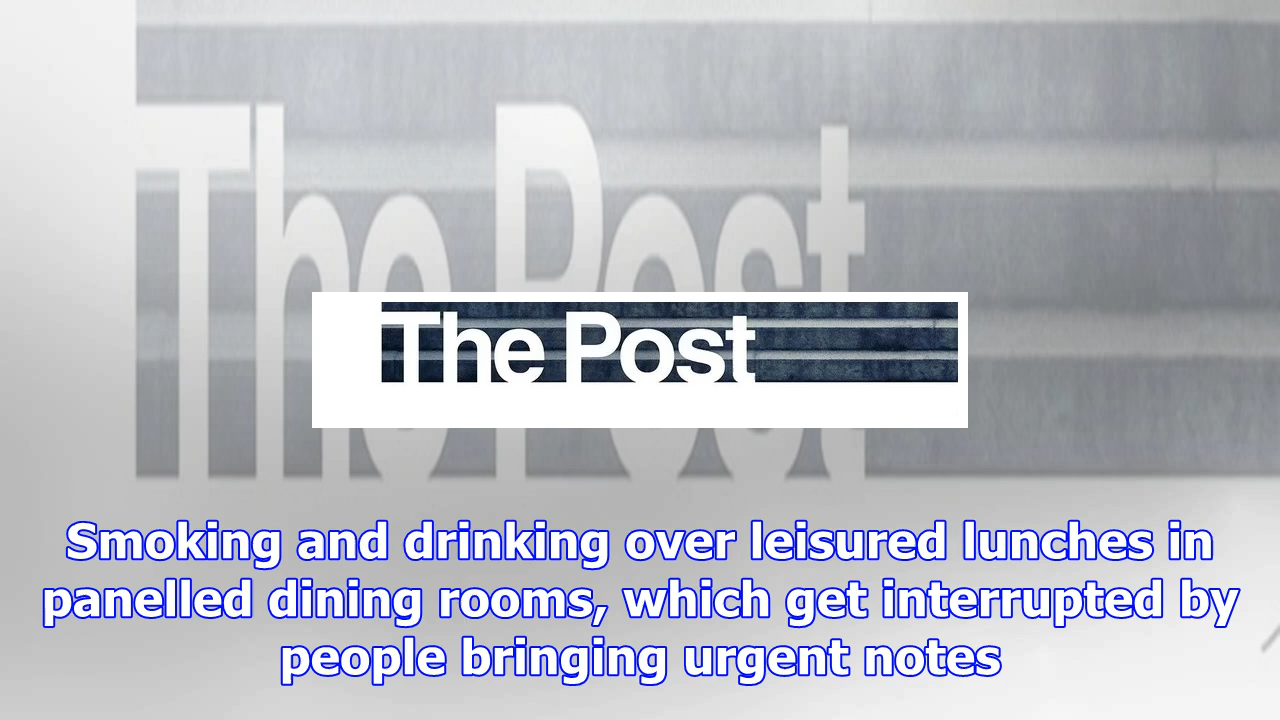 The Post
The Post
Smoking and drinking over leisured lunches in
panelled dining rooms, which get interrupted by
people bringing urgent notes